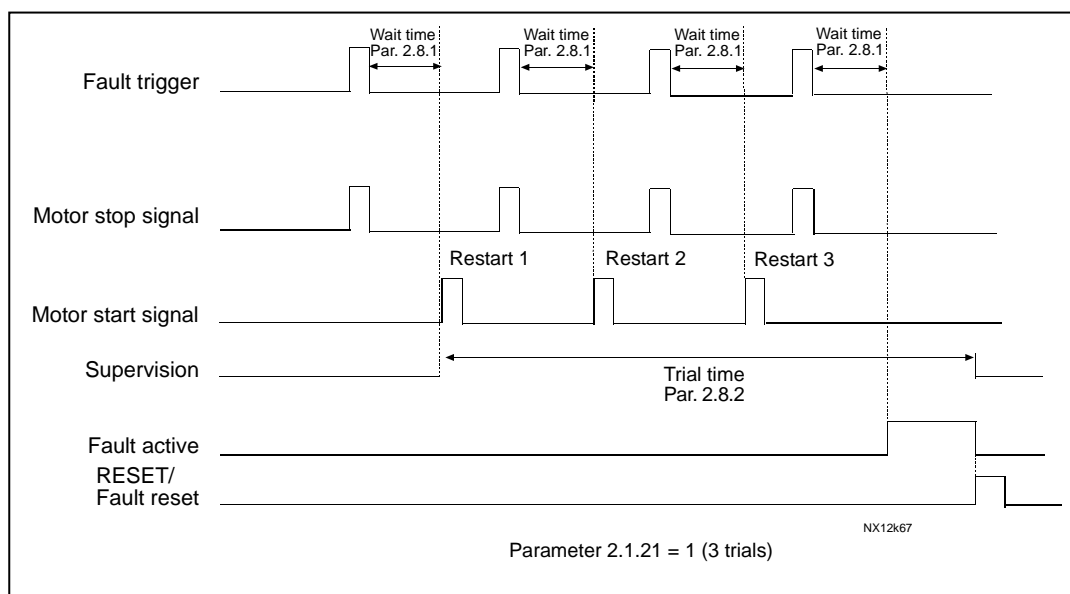 Wait time
Par. 2.8.1
Wait time
Par. 2.8.1
Wait time
Par. 2.8.1
Wait time
Par. 2.8.1
Fault trigger
Motor stop signal
Restart 1
Restart 2
Restart 3
Motor start signal
Supervision
Trial time
Par. 2.8.2
Fault active
RESET/
Fault reset
NX12k67
Parameter 2.1.21 = 1 (3 trials)